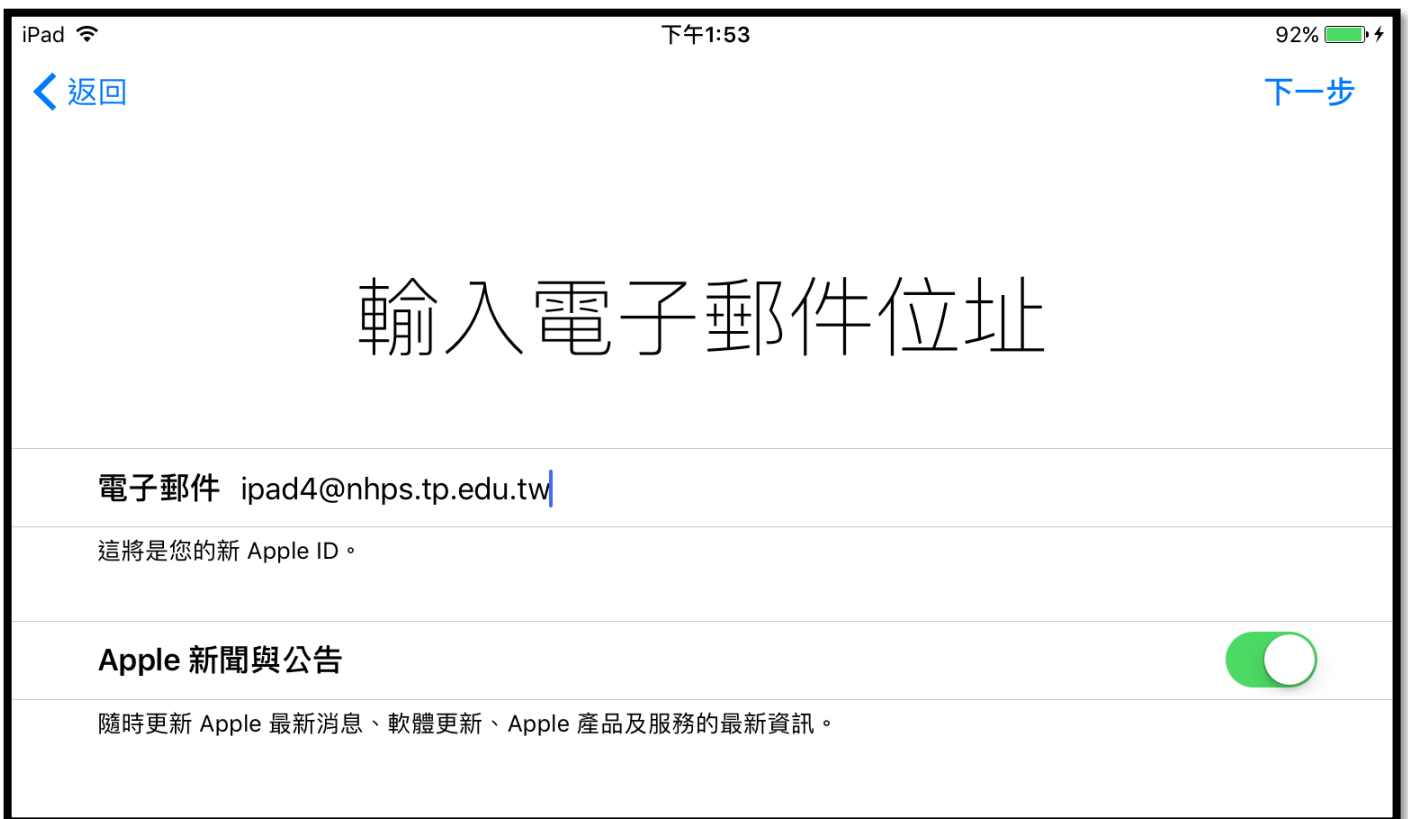 iPad 下午1:53 92%
返回 下一步
輸入電子郵件位址
電子郵件 ipad4@nhps.tp.edu.tw
這將是您的新 Apple ID。
Apple 新聞與公告
隨時更新 Apple 最新消息、軟體更新、Apple 產品及服務的最新資訊。